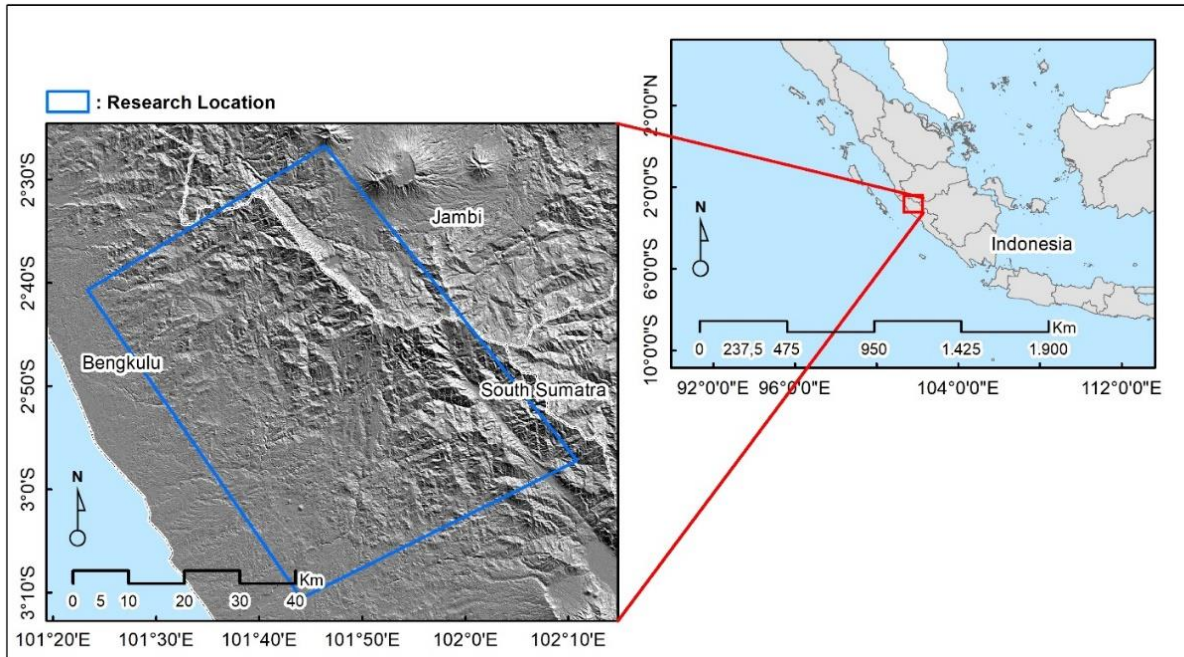 : Research Location
2°30'S
2°40'S
2°50'S
3°0'S
3°10'S
Jambi
Bengkulu
South Sumatra
N
Km
0 5 10 20 30 40
101°20'E 101°30'E 101°40'E 101°50'E 102°0'E 102°10'E
2°0'0"N
2°0'0"S
6°0'0"S
10°0'0"S
Indonesia
N
Km
0 237,5 475 950 1.425 1.900
92°0'0"E 96°0'0"E 104°0'0"E 112°0'0"E